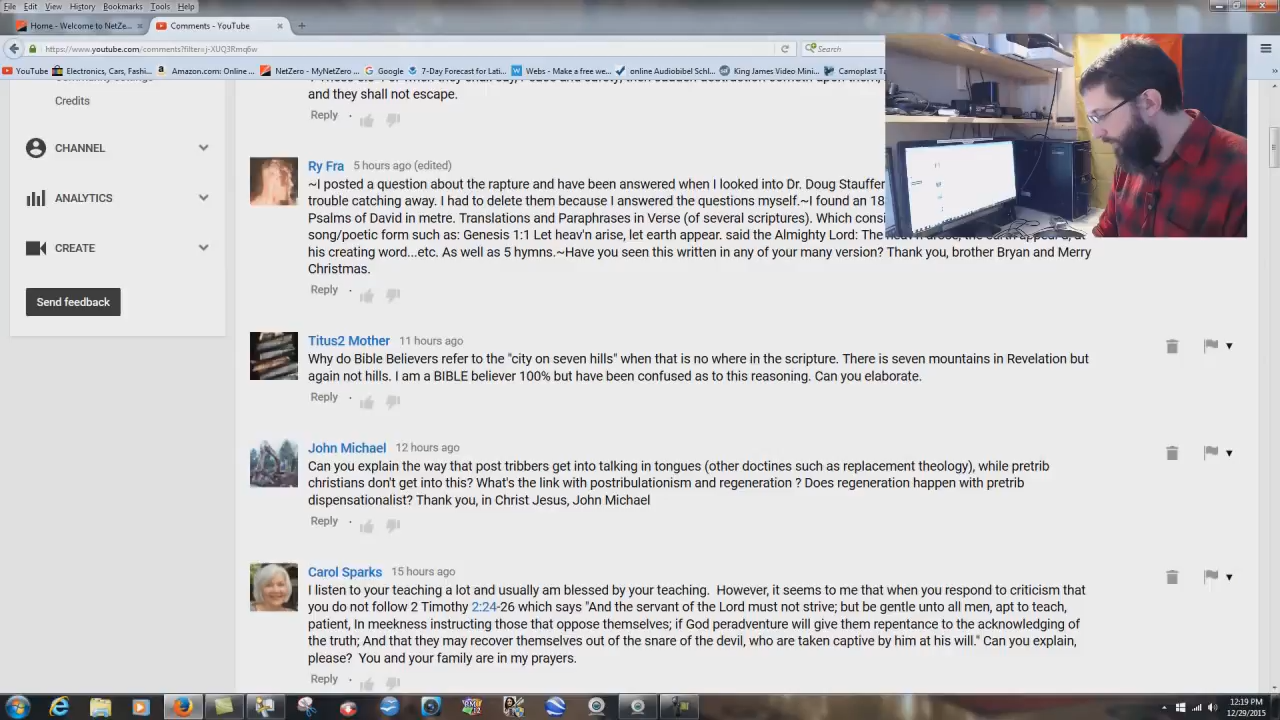 File Edit View History Bookmarks Tools Help
Home - Welcome to NetZe... × Comments - YouTube × +
https://www.youtube.com/comments?filter=j-XUQ3Rmq6w Search
YouTube Electronics, Cars, Fashi... Amazon.com: Online ... NetZero - MyNetZero ... Google 7-Day Forecast for Lati... Webs - Make a free we... online Audiobibel Schl... King James Video Mini... Camoplast Ta...
and they shall not escape.
Reply
Credits
CHANNEL
ANALYTICS
CREATE
Send feedback
Ry Fra 5 hours ago (edited)
~I posted a question about the rapture and have been answered when I looked into Dr. Doug Stauffer
trouble catching away. I had to delete them because I answered the questions myself.~I found an 18
Psalms of David in metre. Translations and Paraphrases in Verse (of several scriptures). Which consi
song/poetic form such as: Genesis 1:1 Let heav'n arise, let earth appear. said the Almighty Lord: The
his creating word...etc. As well as 5 hymns.~Have you seen this written in any of your many version? Thank you, brother Bryan and Merry
Christmas.
Reply
Titus2 Mother 11 hours ago
Why do Bible Believers refer to the "city on seven hills" when that is no where in the scripture. There is seven mountains in Revelation but
again not hills. I am a BIBLE believer 100% but have been confused as to this reasoning. Can you elaborate.
Reply
John Michael 12 hours ago
Can you explain the way that post tribbers get into talking in tongues (other doctines such as replacement theology), while pretrib
christians don't get into this? What's the link with postribulationism and regeneration ? Does regeneration happen with pretrib
dispensationalist? Thank you, in Christ Jesus, John Michael
Reply
Carol Sparks 15 hours ago
I listen to your teaching a lot and usually am blessed by your teaching. However, it seems to me that when you respond to criticism that
you do not follow 2 Timothy 2:24-26 which says "And the servant of the Lord must not strive; but be gentle unto all men, apt to teach,
patient, In meekness instructing those that oppose themselves; if God peradventure will give them repentance to the acknowledging of
the truth; And that they may recover themselves out of the snare of the devil, who are taken captive by him at his will." Can you explain,
please? You and your family are in my prayers.
Reply
12:19 PM
12/29/2015